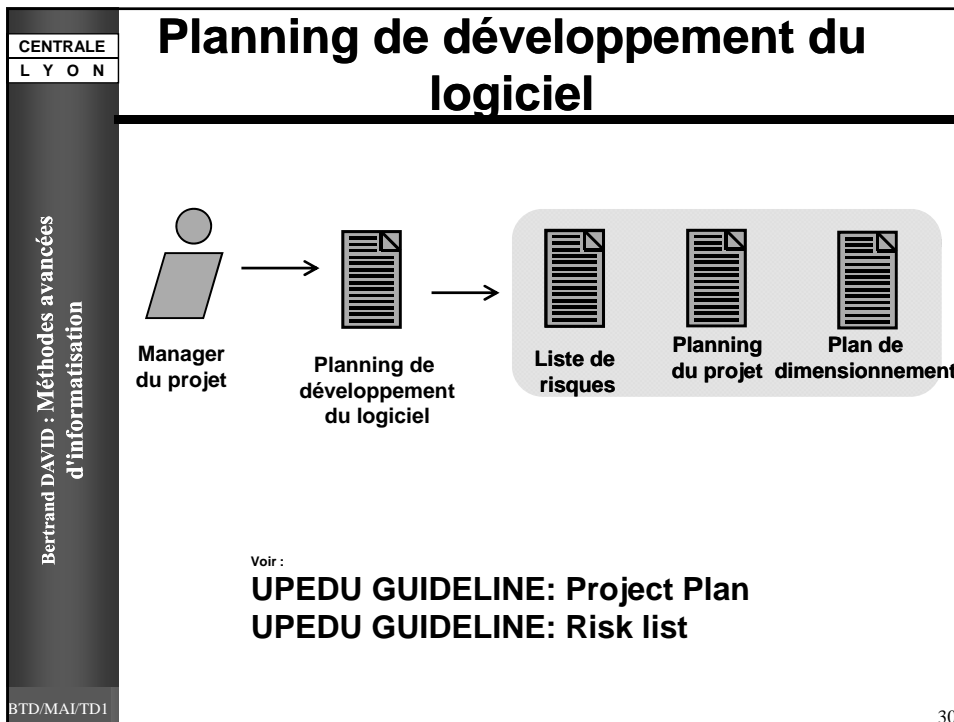 CENTRALE
L Y O N
Planning de développement du
logiciel
Bertrand DAVID : Méthodes avancées
d'informatisation
Manager
du projet
Planning de
développement
du logiciel
Liste de
risques
Planning
du projet
Plan de
dimensionnement
Voir :
UPEDU GUIDELINE: Project Plan
UPEDU GUIDELINE: Risk list
BTD/MAI/TD1
30